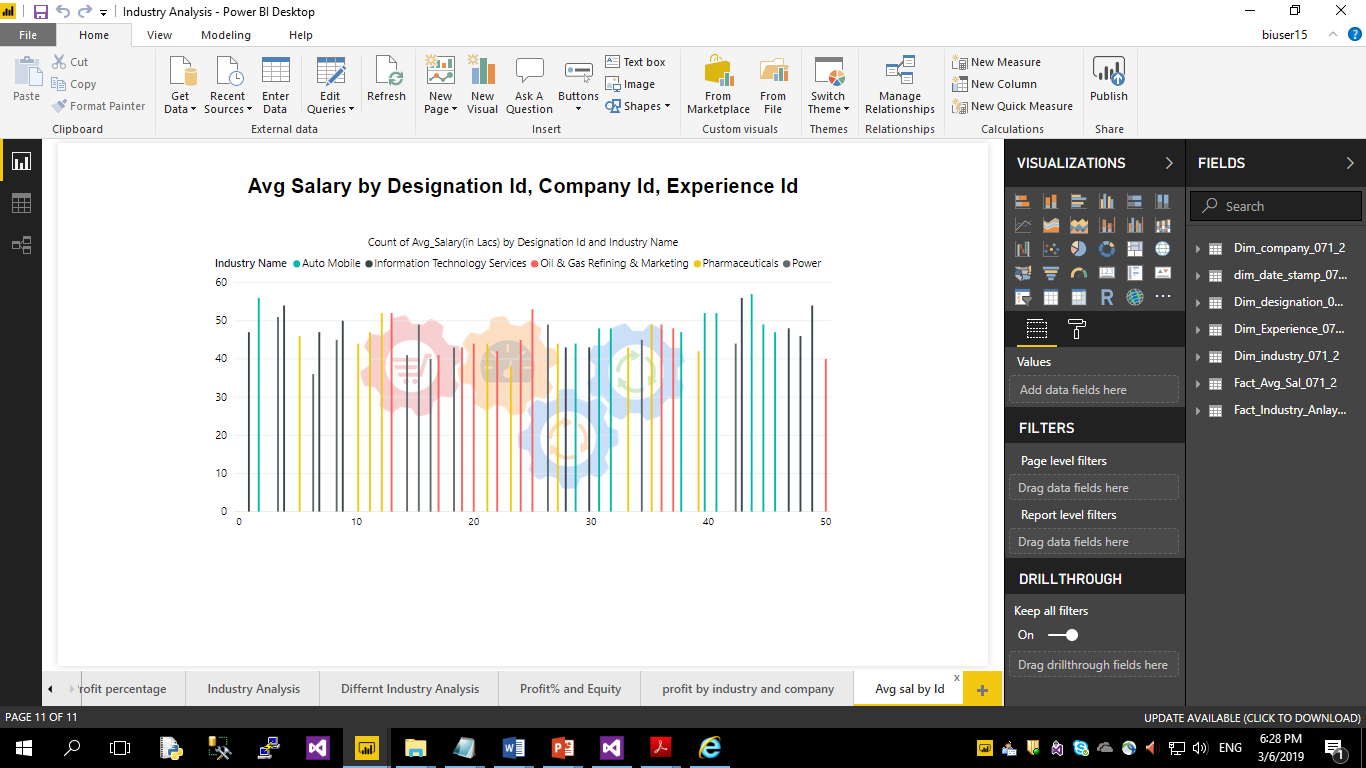 Industry Analysis - Power BI Desktop
File Home View Modeling Help biuser15
Paste Cut Copy Format Painter
Clipboard
Get Data Recent Sources Enter Data Edit Queries Refresh
External data
New Page New Visual Ask A Question Buttons Text box Image Shapes
Insert
From Marketplace From File
Custom visuals
Switch Theme
Themes
Manage Relationships
Relationships
New Measure New Column New Quick Measure
Calculations
Publish
Share
Avg Salary by Designation Id, Company Id, Experience Id
Count of Avg_Salary(in Lacs) by Designation Id and Industry Name
Industry Name Auto Mobile Information Technology Services Oil & Gas Refining & Marketing Pharmaceuticals Power
60
50
40
30
20
10
0
0 10 20 30 40 50
VISUALIZATIONS
R
Values
Add data fields here
FILTERS
Page level filters
Drag data fields here
Report level filters
Drag data fields here
DRILLTHROUGH
Keep all filters
On
Drag drillthrough fields here
FIELDS
Search
Dim_company_071_2
dim_date_stamp_07...
Dim_designation_0...
Dim_Experience_07...
Dim_industry_071_2
Fact_Avg_Sal_071_2
Fact_Industry_Anlay...
rofit percentage Industry Analysis Differnt Industry Analysis Profit% and Equity profit by industry and company Avg sal by Id x
PAGE 11 OF 11 UPDATE AVAILABLE (CLICK TO DOWNLOAD)
ENG 6:28 PM
3/6/2019 1